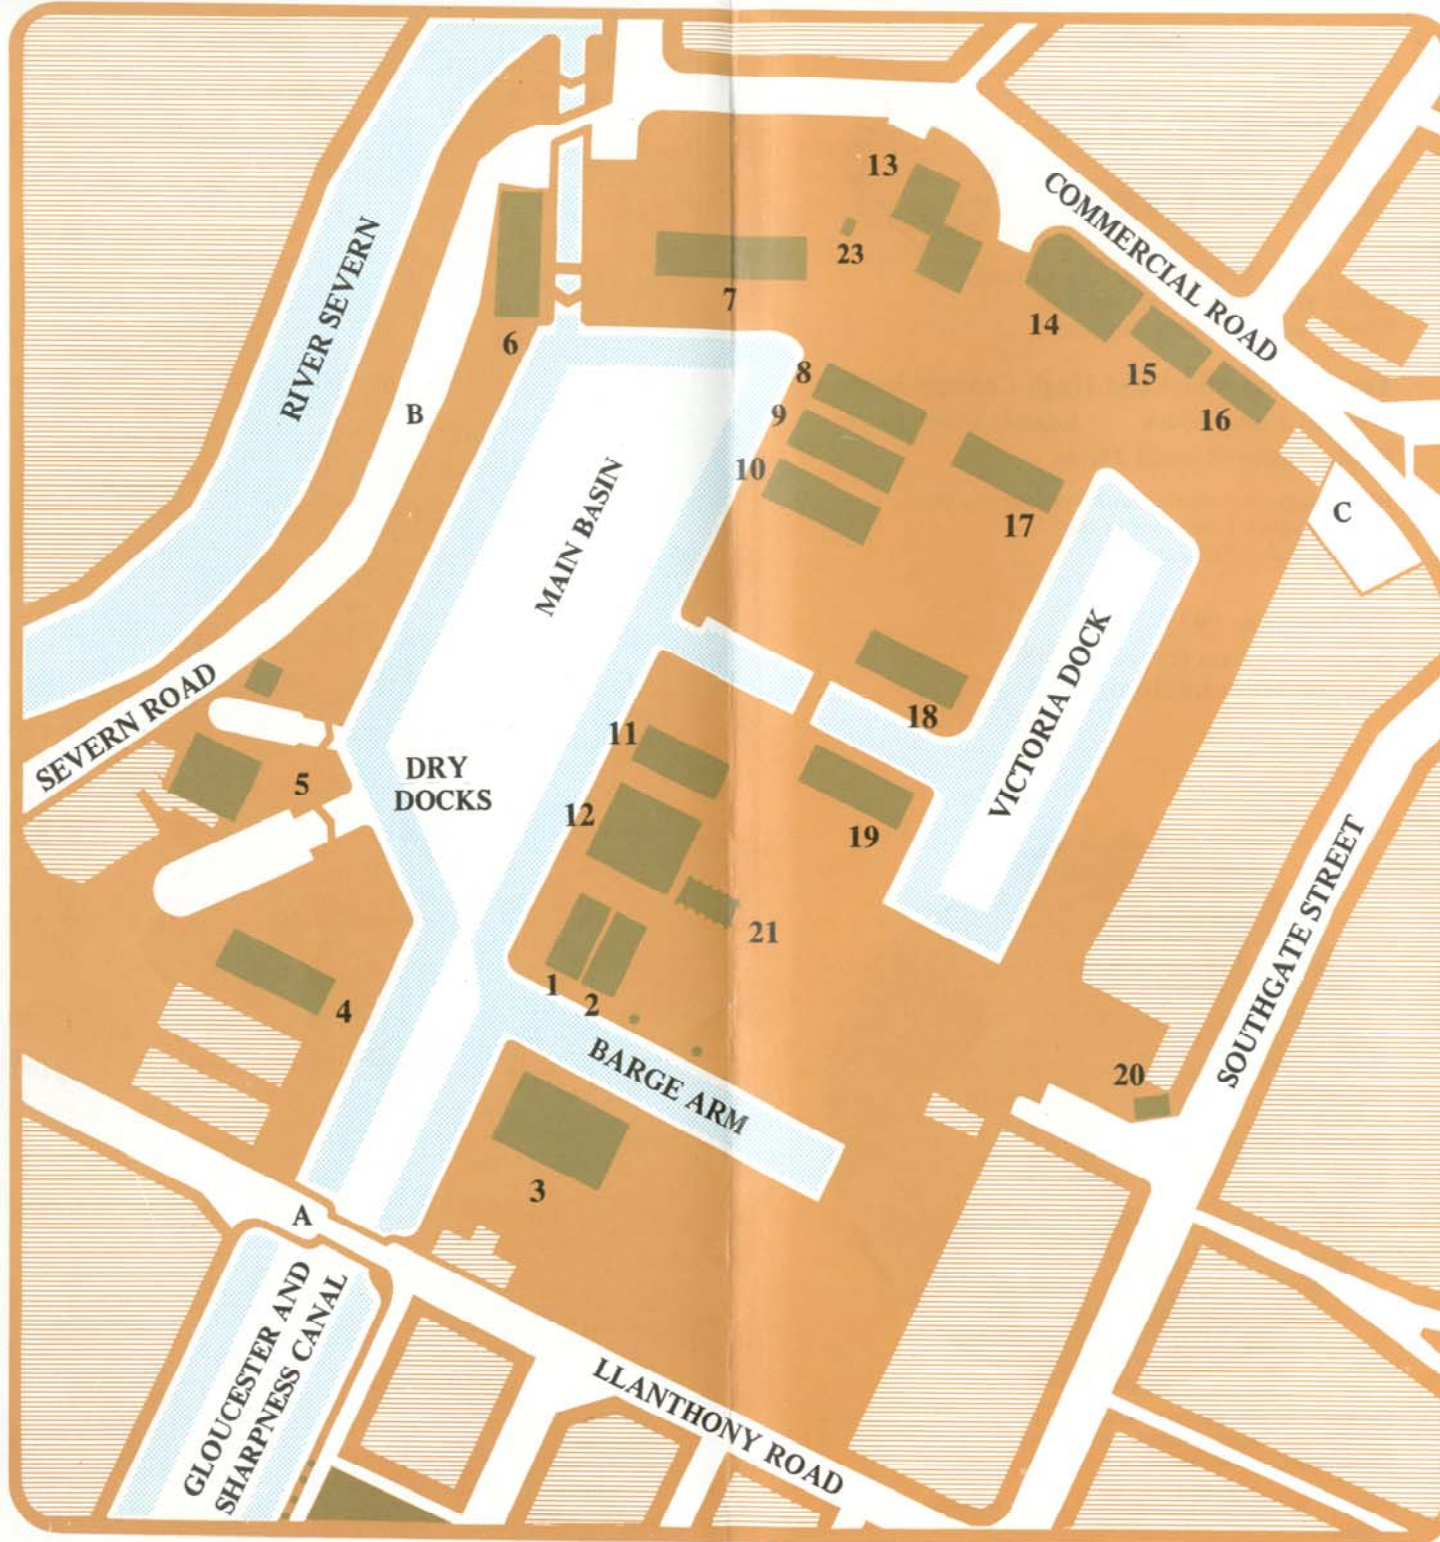 13
COMMERCIAL ROAD
23
RIVER SEVERN
7
14
6
8
15
B
9
16
10
MAIN BASIN
17
C
SEVERN ROAD
VICTORIA DOCK
18
11
DRY
DOCKS
5
12
19
SOUTHGATE STREET
21
1
2
4
BARGE ARM
20
3
A
GLOUCESTER AND
SHARPNESS CANAL
LLANTHONY ROAD